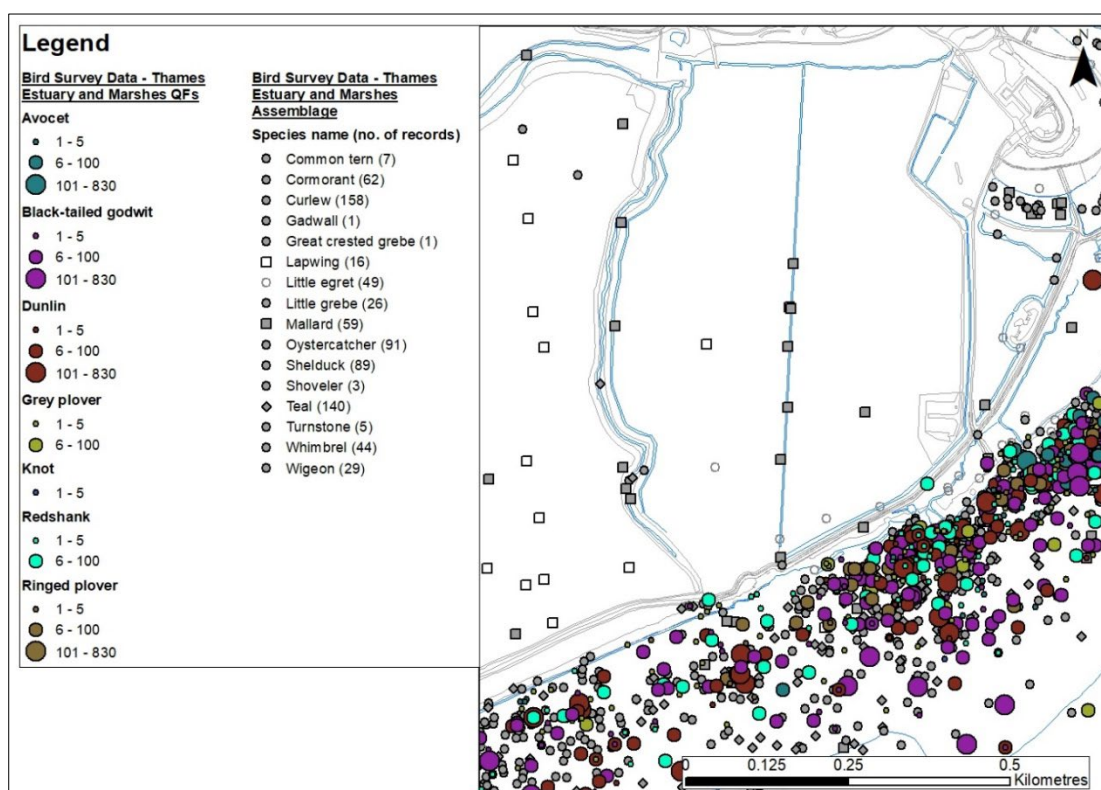 Legend
Bird Survey Data - Thames
Estuary and Marshes QFs
Avocet
1 - 5
6 - 100
101 - 830
Black-tailed godwit
1 - 5
6 - 100
101 - 830
Dunlin
1 - 5
6 - 100
101 - 830
Grey plover
1 - 5
6 - 100
Knot
1 - 5
Redshank
1 - 5
6 - 100
Ringed plover
1 - 5
6 - 100
101 - 830
Bird Survey Data - Thames
Estuary and Marshes
Assemblage
Species name (no. of records)
Common tern (7)
Cormorant (62)
Curlew (158)
Gadwall (1)
Great crested grebe (1)
Lapwing (16)
Little egret (49)
Little grebe (26)
Mallard (59)
Oystercatcher (91)
Shelduck (89)
Shoveler (3)
Teal (140)
Turnstone (5)
Whimbrel (44)
Wigeon (29)
N
0 0.125 0.25 0.5
Kilometres